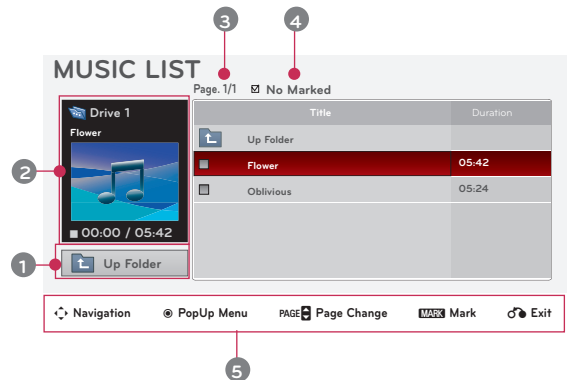 3
4
MUSIC LIST
Page. 1/1 No Marked
Drive 1
Flower
00:00 / 05:42
Up Folder
Title Duration
Up Folder
Flower 05:42
Oblivious 05:24
2
1
Navigation PopUp Menu PAGE Page Change MARK Mark Exit
5